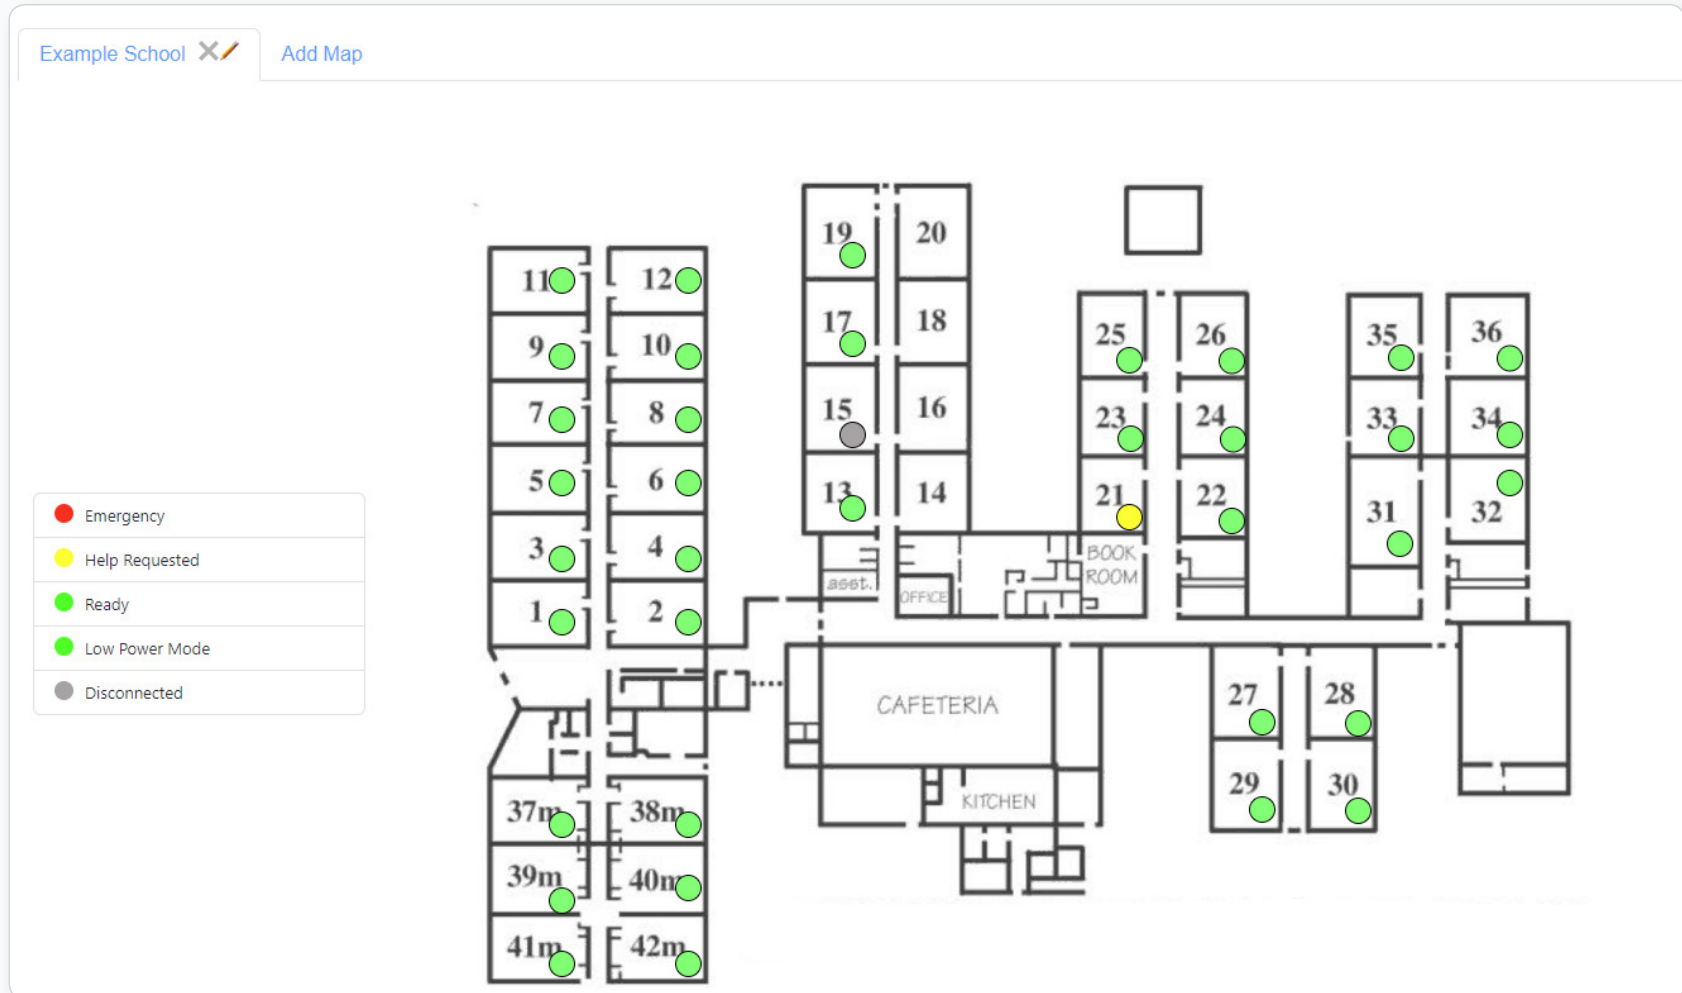 Example School
Add Map
19 20
11 12
17 18
25 26
35 36
9 10
15 16
23 24
33 34
7 8
13 14
21 22
31 32
5 6
Emergency
Help Requested
Ready
Low Power Mode
Disconnected
3 4
BOOK
ROOM
asst.
OFFICE
1 2
CAFETERIA
27 28
29 30
KITCHEN
37m 38m
39m 40m
41m 42m